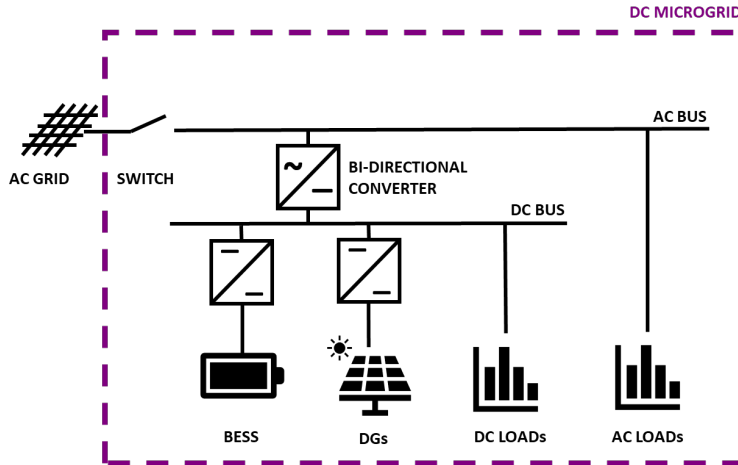 DC MICROGRID
AC BUS
AC GRID
SWITCH
BI-DIRECTIONAL
CONVERTER
DC BUS
BESS
DGs
DC LOADs
AC LOADs